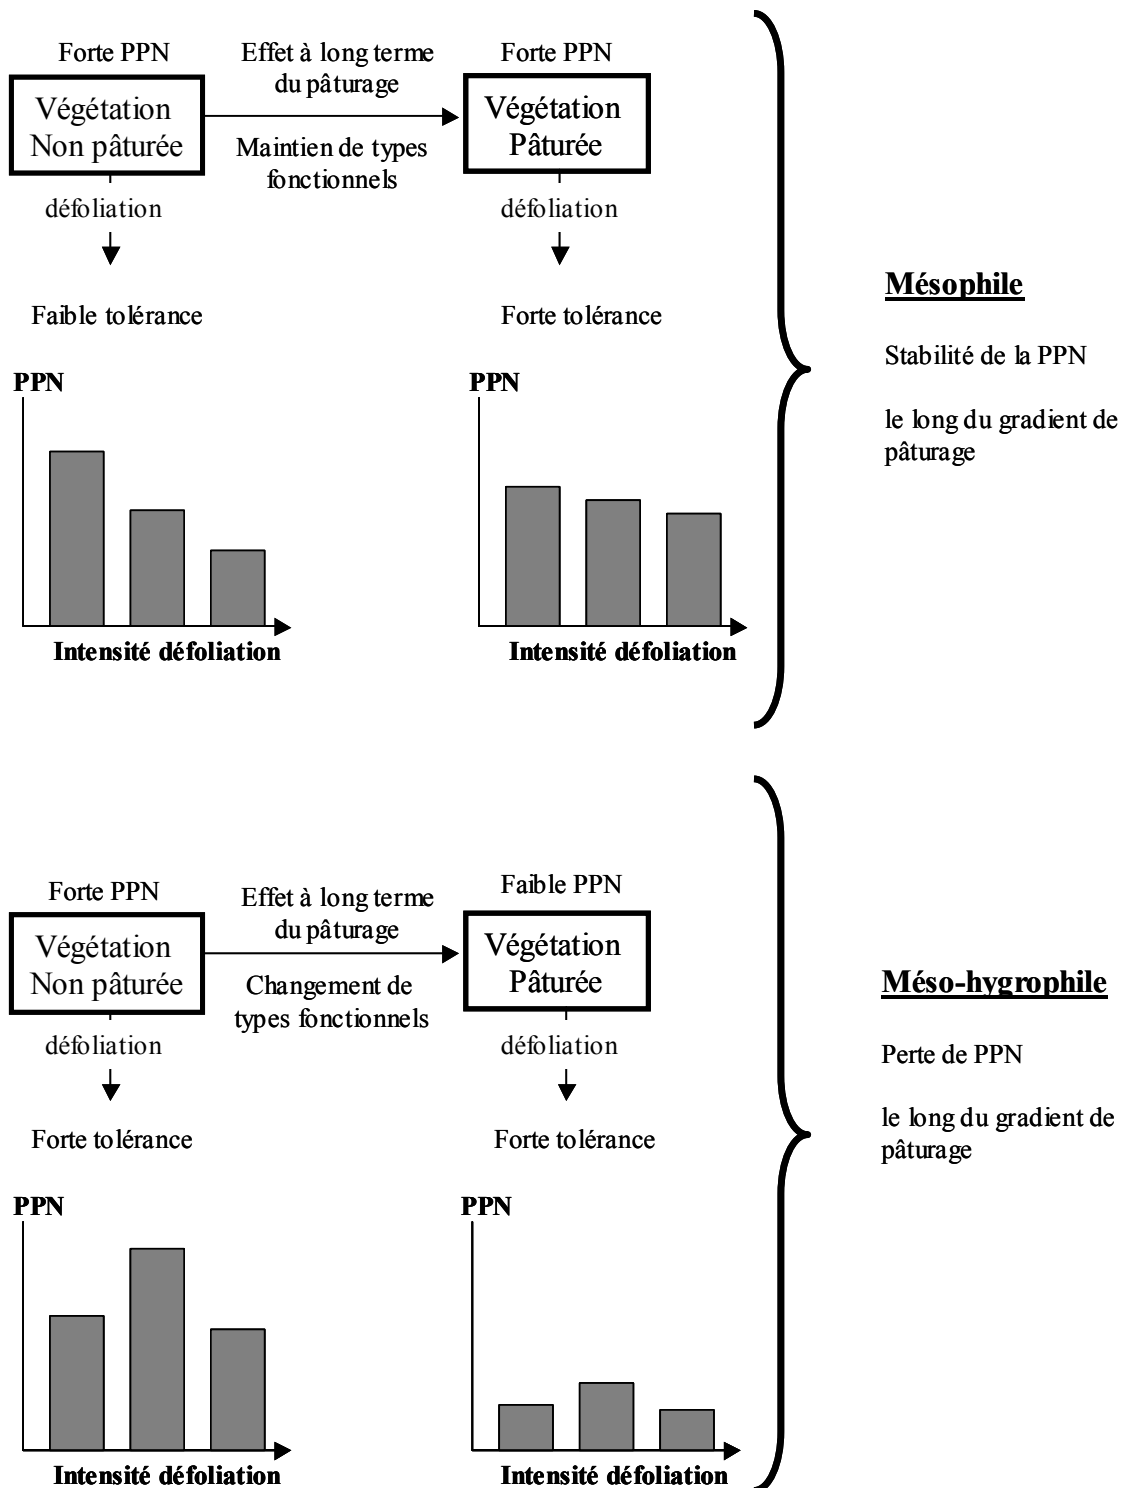 Forte PPN
Végétation
Non pâturée
défoliation
Faible tolérance
Effet à long terme
du pâturage
Maintien de types
fonctionnels
Forte PPN
Végétation
Pâturée
défoliation
Forte tolérance
PPN
Intensité défoliation
PPN
Intensité défoliation
Mésophile
Stabilité de la PPN
le long du gradient de
pâturage
Forte PPN
Végétation
Non pâturée
défoliation
Forte tolérance
Effet à long terme
du pâturage
Changement de
types fonctionnels
Faible PPN
Végétation
Pâturée
défoliation
Forte tolérance
PPN
Intensité défoliation
PPN
Intensité défoliation
Méso-hygrophile
Perte de PPN
le long du gradient de
pâturage